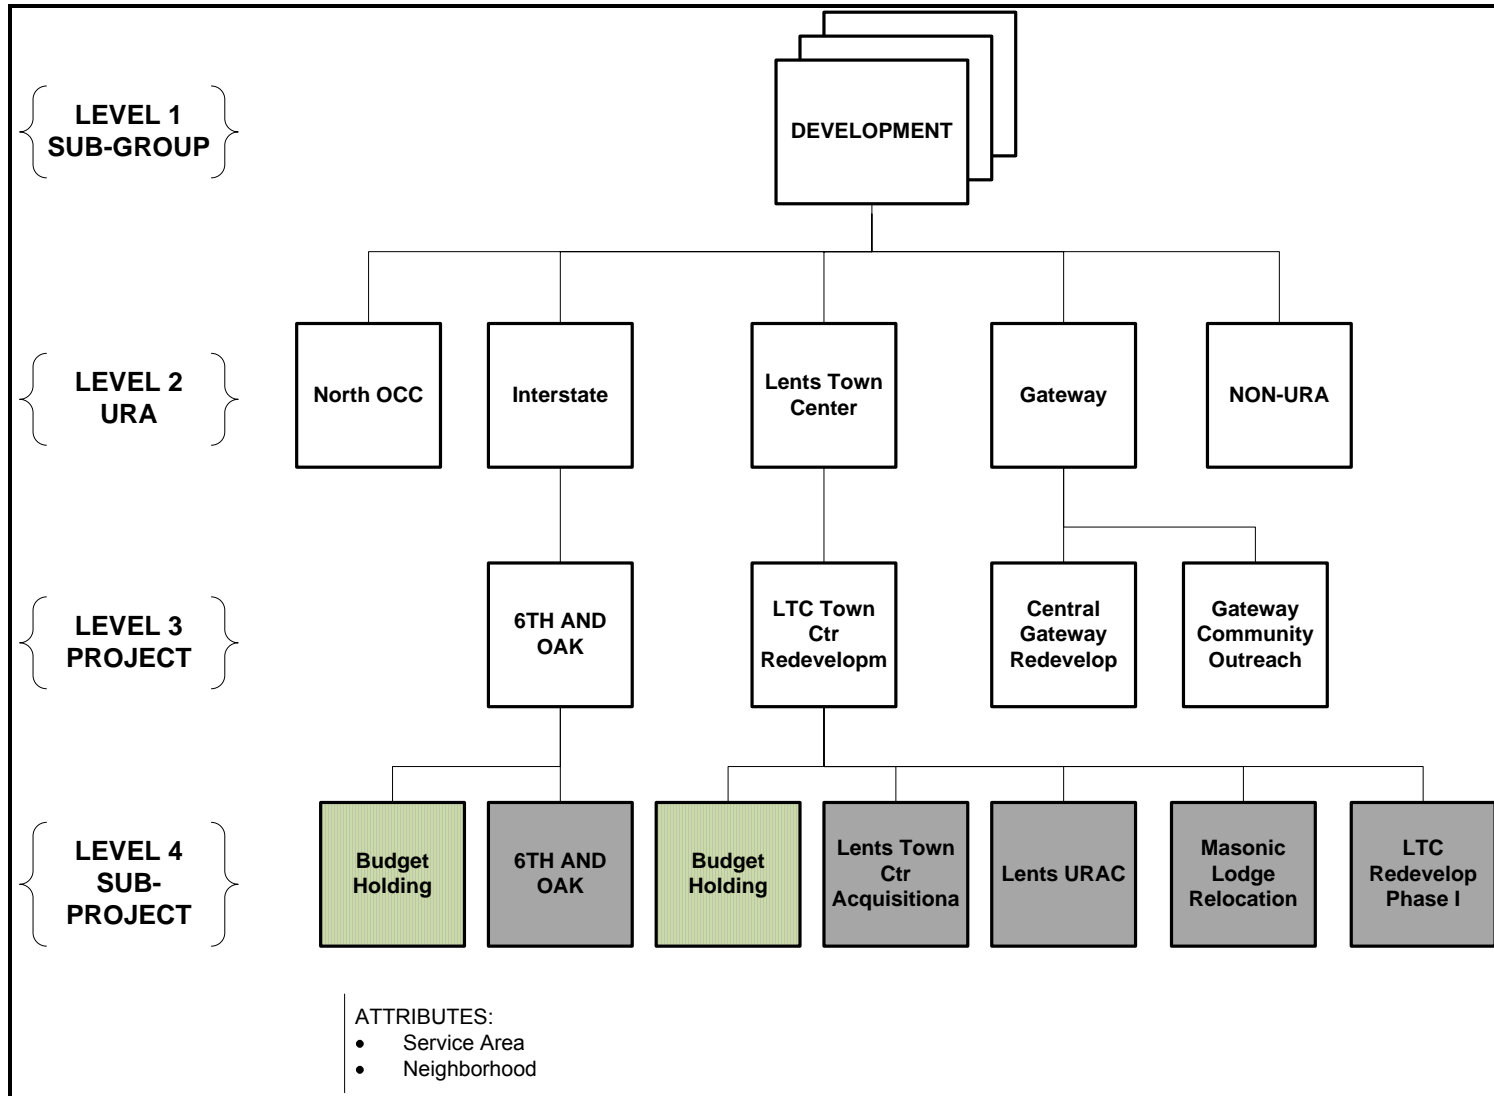 LEVEL 1
SUB-GROUP
DEVELOPMENT
LEVEL 2
URA
North OCC
Interstate
Lents Town
Center
Gateway
NON-URA
LEVEL 3
PROJECT
6TH AND
OAK
LTC Town
Ctr
Redevelopm
Central
Gateway
Redevelop
Gateway
Community
Outreach
LEVEL 4
SUB-
PROJECT
Budget
Holding
6TH AND
OAK
Budget
Holding
Lents Town
Ctr
Acquisitiona
Lents URAC
Masonic
Lodge
Relocation
LTC
Redevelop
Phase I
ATTRIBUTES:
• Service Area
• Neighborhood